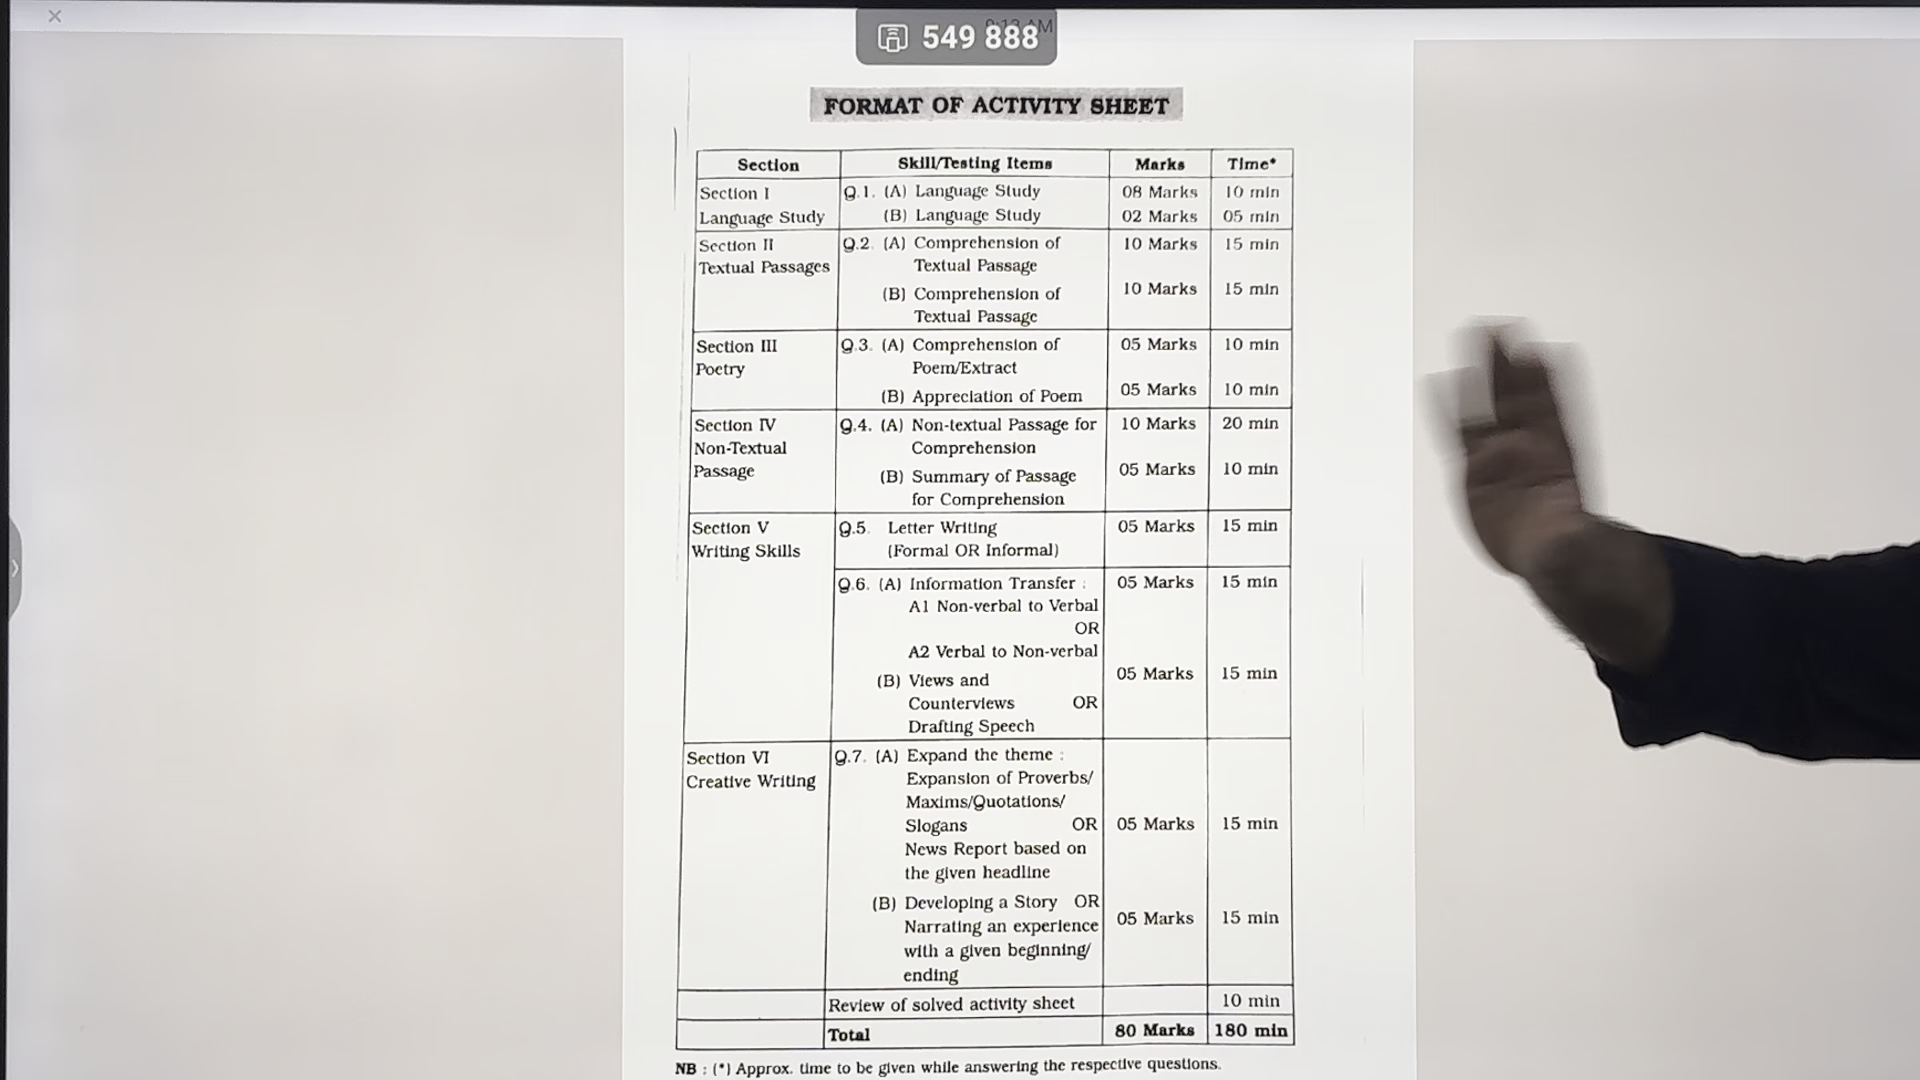 9:13 AM
549 888
FORMAT OF ACTIVITY SHEET
Section Skill/Testing Items Marks Time*
Section I Q.1. (A) Language Study 08 Marks 10 min
Language Study (B) Language Study 02 Marks 05 min
Section II Q.2. (A) Comprehension of 10 Marks 15 min
Textual Passages Textual Passage
(B) Comprehension of 10 Marks 15 min
Textual Passage
Section III Q.3. (A) Comprehension of 05 Marks 10 min
Poetry Poem/Extract
(B) Appreciation of Poem 05 Marks 10 min
Section IV Q.4. (A) Non-textual Passage for 10 Marks 20 min
Non-Textual Comprehension
Passage (B) Summary of Passage 05 Marks 10 min
for Comprehension
Section V Q.5. Letter Writing 05 Marks 15 min
Writing Skills (Formal OR Informal)
Q.6. (A) Information Transfer : 05 Marks 15 min
A1 Non-verbal to Verbal
OR
A2 Verbal to Non-verbal
(B) Views and 05 Marks 15 min
Counterviews OR
Drafting Speech
Section VI Q.7. (A) Expand the theme :
Creative Writing Expansion of Proverbs/
Maxims/Quotations/
Slogans OR 05 Marks 15 min
News Report based on
the given headline
(B) Developing a Story OR
Narrating an experience 05 Marks 15 min
with a given beginning/
ending
Review of solved activity sheet 10 min
Total 80 Marks 180 min
NB : (*) Approx. time to be given while answering the respective questions.